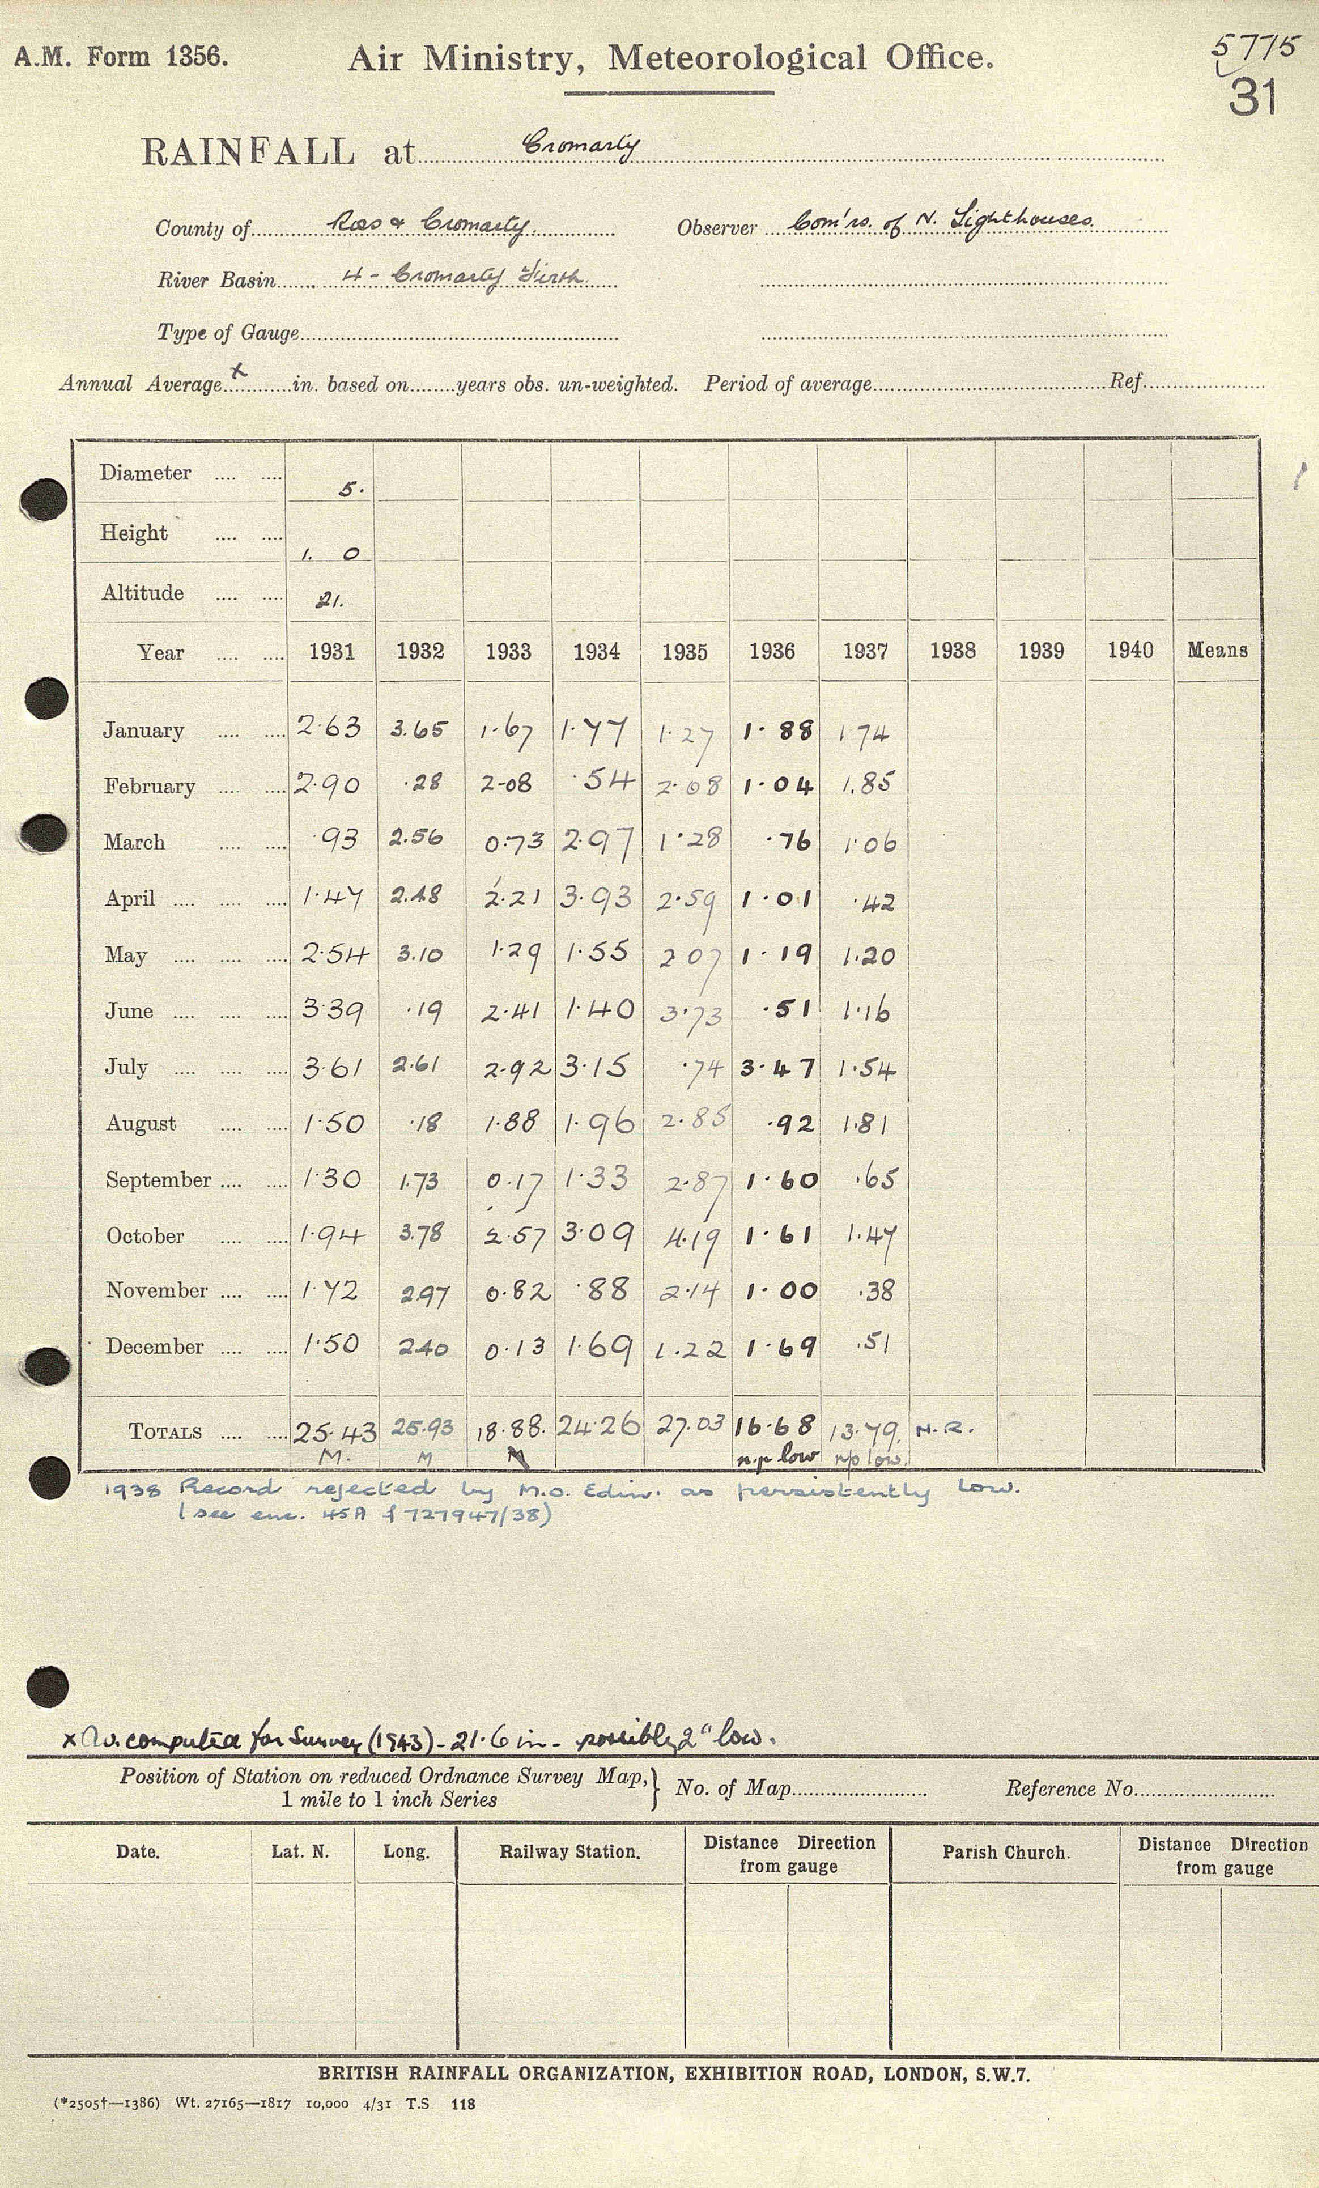 A.M. Form 1356. Air Ministry, Meteorological Office. 5775
31
RAINFALL at Cromarty
County of Ross & Cromarty. Observer Com'rs. of N. Lighthouses.
River Basin 4 - Cromarty Firth
Type of Gauge
Annual Average x in. based on years obs. un-weighted. Period of average Ref
Diameter 5.
Height 1. 0
Altitude 21.
Year 1931 1932 1933 1934 1935 1936 1937 1938 1939 1940 Means
January 2.63 3.65 1.67 1.77 1.27 1.88 1.74
February 2.90 .28 2.08 .54 2.08 1.04 1.85
March .93 2.56 0.73 2.97 1.28 .76 1.06
April 1.47 2.48 2.21 3.93 2.59 1.01 .42
May 2.54 3.10 1.29 1.55 2 07 1.19 1.20
June 3.39 .19 2.41 1.40 3.73 .51 1.16
July 3.61 2.61 2.92 3.15 .74 3.47 1.54
August 1.50 .18 1.88 1.96 2.85 .92 1.81
September 1.30 1.73 0.17 1.33 2.87 1.60 .65
October 1.94 3.78 2.57 3.09 4.19 1.61 1.47
November 1.72 2.97 0.82 .88 2.14 1.00 .38
December 1.50 2.40 0.13 1.69 1.22 1.69 .51
TOTALS 25.43 25.93 18.88. 24.26 27.03 16.68 13.79 N.R.
M. M M n.p low n/p low.
1938 Record rejected by M.O. Edin. as persistently low.
(see enc. 45A f 727947/38)
x Av. computed for Survey (1943) - 21.6 in - possibly 2" low.
Position of Station on reduced Ordnance Survey Map, } No. of Map Reference No.
1 mile to 1 inch Series
Date. Lat. N. Long. Railway Station. Distance Direction from gauge Parish Church. Distance Direction from gauge
BRITISH RAINFALL ORGANIZATION, EXHIBITION ROAD, LONDON, S.W.7.
(*2505†—1386) Wt. 27165—1817 10,000 4/31 T.S 118